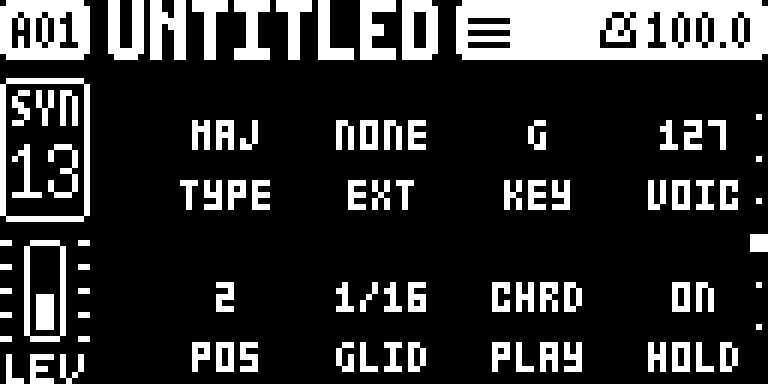 A01 UNTITLED 100.0
SYN
13
MAJ NONE G 127
TYPE EXT KEY VOIC
2 1/16 CHRD ON
LEV POS GLID PLAY HOLD